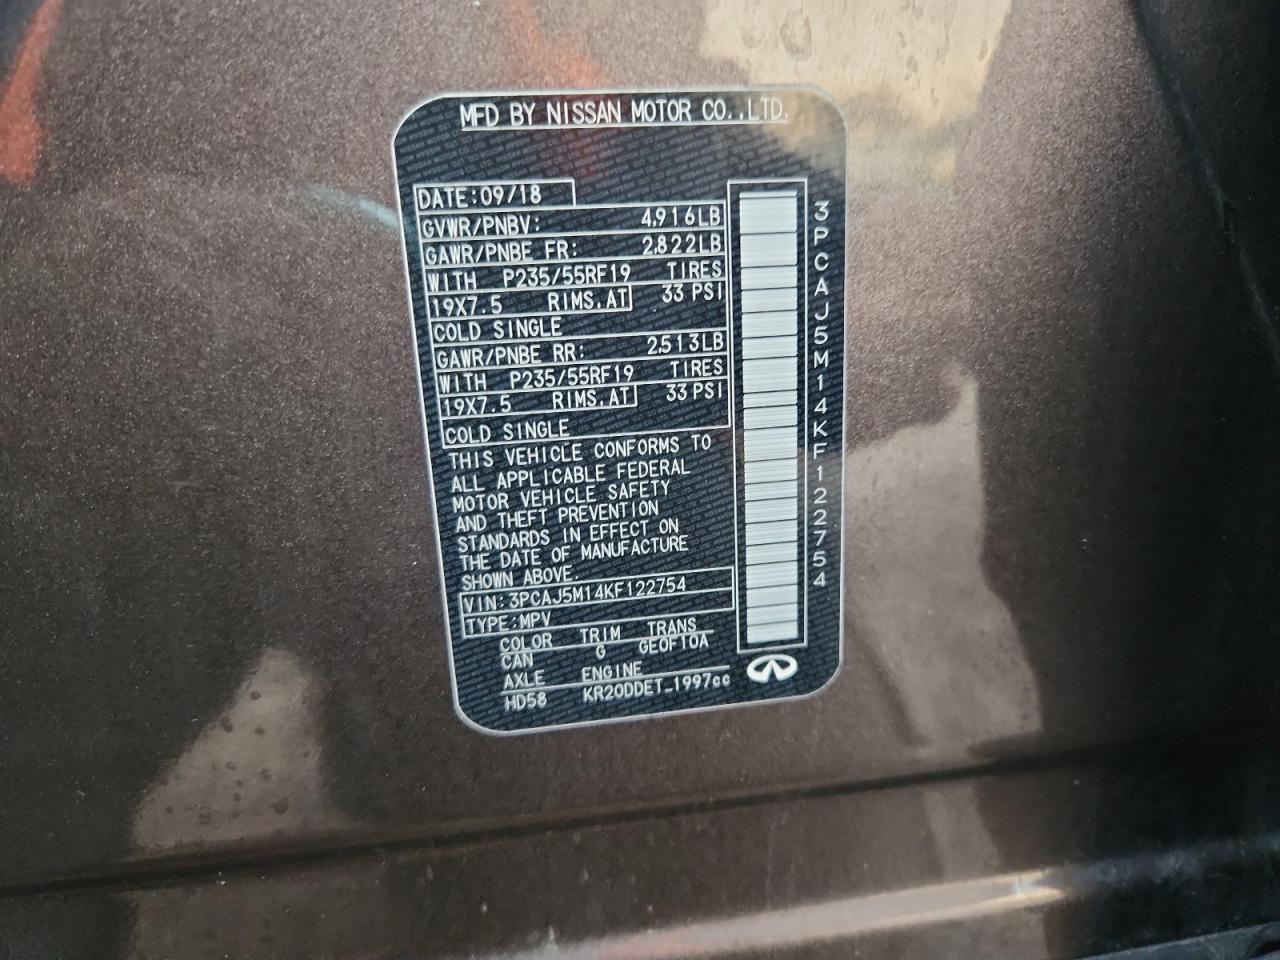 MFD BY NISSAN MOTOR CO.,LTD.
DATE:09/18
GVWR/PNBV: 4,916LB
GAWR/PNBE FR: 2,822LB
WITH P235/55RF19 TIRES
19X7.5 RIMS,AT 33 PSI
COLD SINGLE
GAWR/PNBE RR: 2,513LB
WITH P235/55RF19 TIRES
19X7.5 RIMS,AT 33 PSI
COLD SINGLE
THIS VEHICLE CONFORMS TO
ALL APPLICABLE FEDERAL
MOTOR VEHICLE SAFETY
AND THEFT PREVENTION
STANDARDS IN EFFECT ON
THE DATE OF MANUFACTURE
SHOWN ABOVE.
VIN:3PCAJ5M14KF122754
TYPE:MPV
COLOR TRIM TRANS
CAN G GE0F10A
AXLE ENGINE
HD58 KR20DDET-1997cc
3PCAJ5M14KF122754